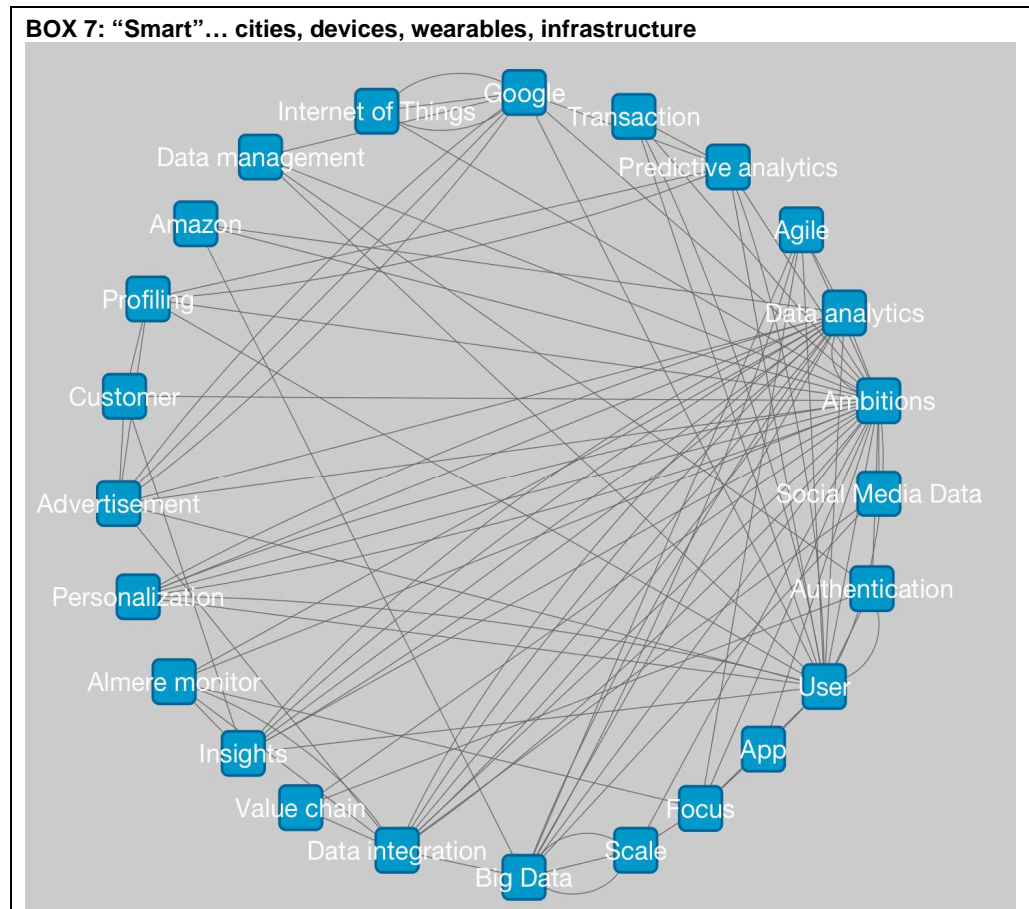 BOX 7: “Smart”… cities, devices, wearables, infrastructure
Google
Internet of Things
Transaction
Data management
Predictive analytics
Amazon
Agile
Profiling
Data analytics
Customer
Ambitions
Advertisement
Social Media Data
Personalization
Authentication
Almere monitor
User
Insights
App
Value chain
Focus
Data integration
Scale
Big Data